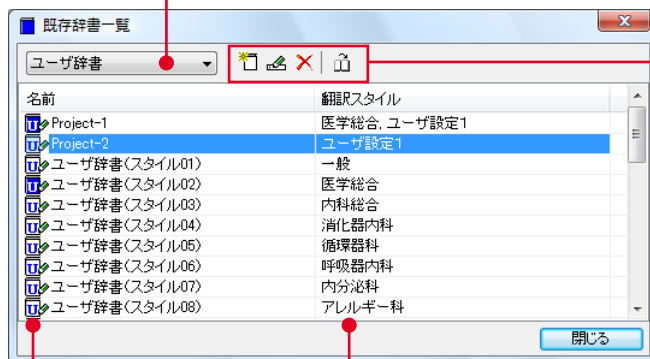 既存辞書一覧
ユーザ辞書
名前 翻訳スタイル
Project-1 医学総合, ユーザ設定1
Project-2 ユーザ設定1
ユーザ辞書(スタイル01) 一般
ユーザ辞書(スタイル02) 医学総合
ユーザ辞書(スタイル03) 内科総合
ユーザ辞書(スタイル04) 消化器内科
ユーザ辞書(スタイル05) 循環器科
ユーザ辞書(スタイル06) 呼吸器内科
ユーザ辞書(スタイル07) 内分泌科
ユーザ辞書(スタイル08) アレルギー科
閉じる